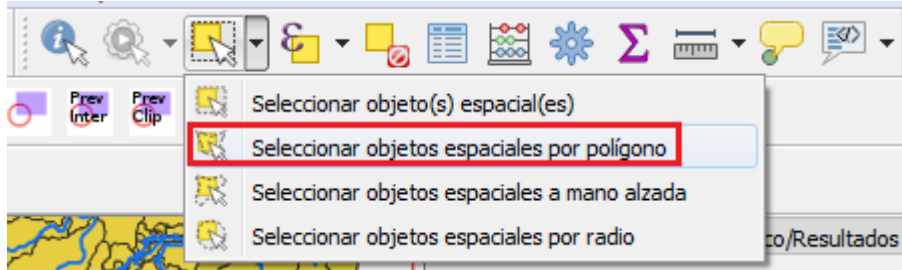 Prev
Inter
Prev
Clip
Seleccionar objeto(s) espacial(es)
Seleccionar objetos espaciales por polígono
Seleccionar objetos espaciales a mano alzada
Seleccionar objetos espaciales por radio
co/Resultados